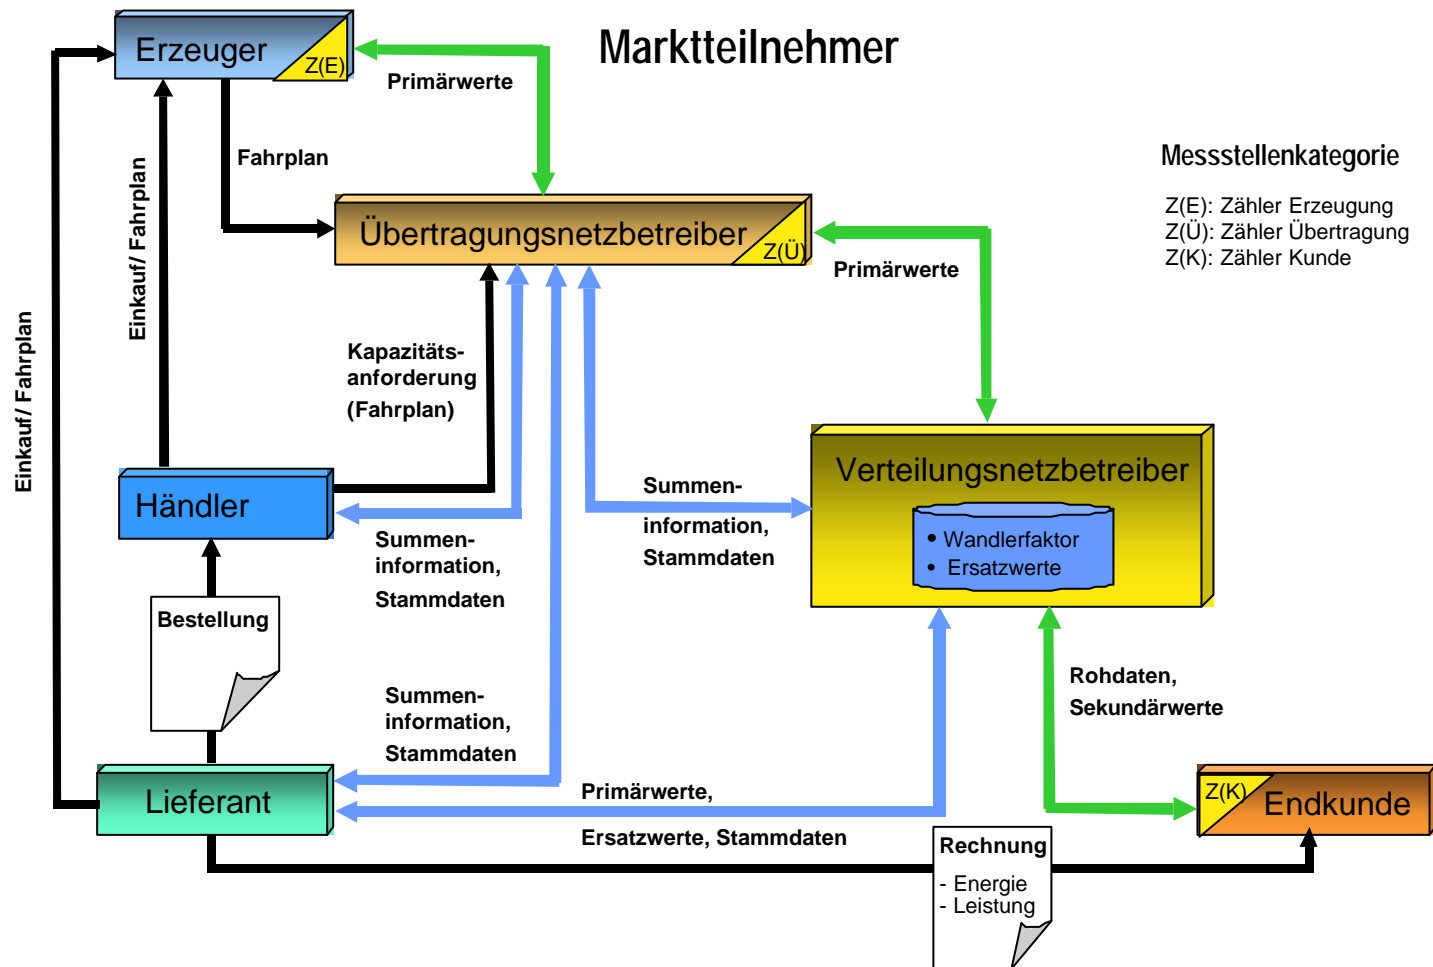 Marktteilnehmer
Erzeuger
Z(E)
Primärwerte
Fahrplan
Einkauf/ Fahrplan
Einkauf/ Fahrplan
Messstellenkategorie
Z(E): Zähler Erzeugung
Z(Ü): Zähler Übertragung
Z(K): Zähler Kunde
Übertragungsnetzbetreiber
Z(Ü)
Primärwerte
Kapazitäts-
anforderung
(Fahrplan)
Händler
Summen-
information,
Stammdaten
Summen-
information,
Stammdaten
Verteilungsnetzbetreiber
• Wandlerfaktor
• Ersatzwerte
Bestellung
Summen-
information,
Stammdaten
Rohdaten,
Sekundärwerte
Lieferant
Primärwerte,
Ersatzwerte, Stammdaten
Z(K)
Endkunde
Rechnung
- Energie
- Leistung